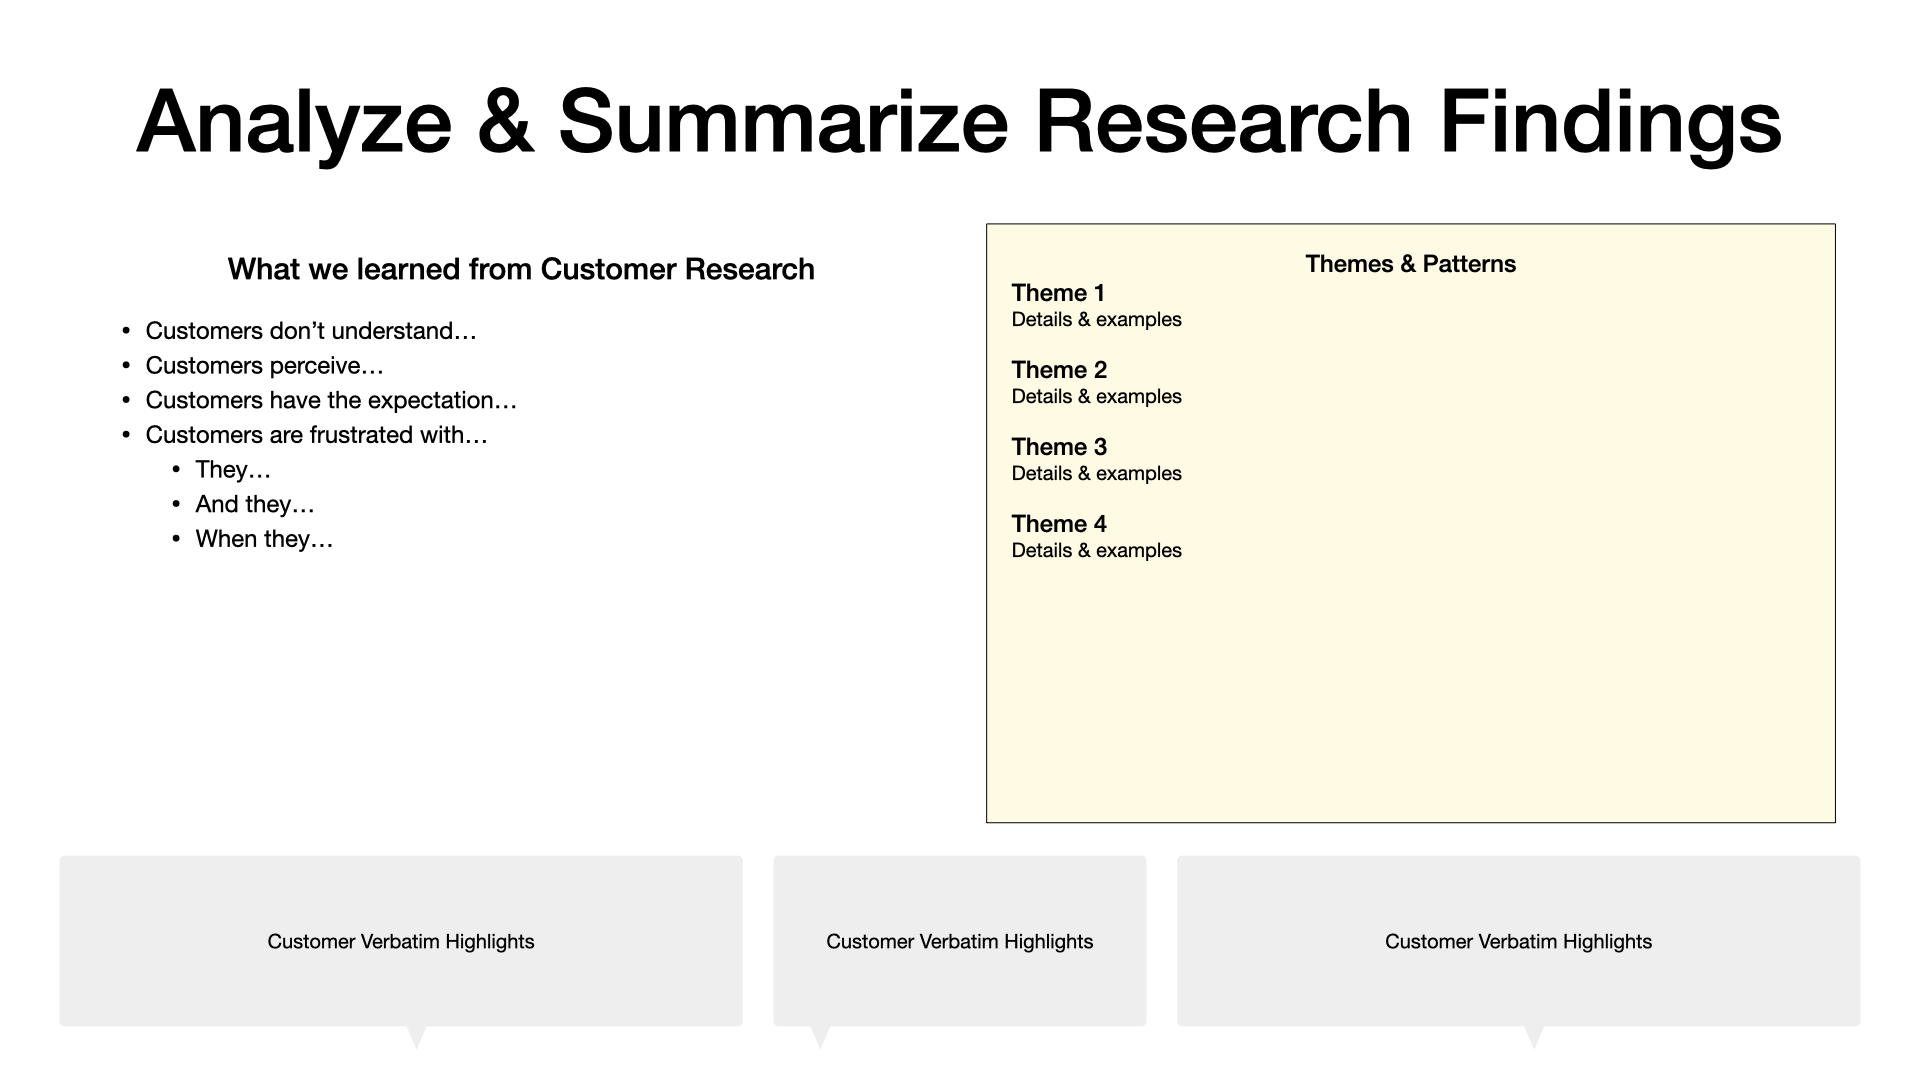 Analyze & Summarize Research Findings
What we learned from Customer Research
• Customers don’t understand…
• Customers perceive…
• Customers have the expectation…
• Customers are frustrated with…
• They…
• And they…
• When they…
Themes & Patterns
Theme 1
Details & examples
Theme 2
Details & examples
Theme 3
Details & examples
Theme 4
Details & examples
Customer Verbatim Highlights
Customer Verbatim Highlights
Customer Verbatim Highlights